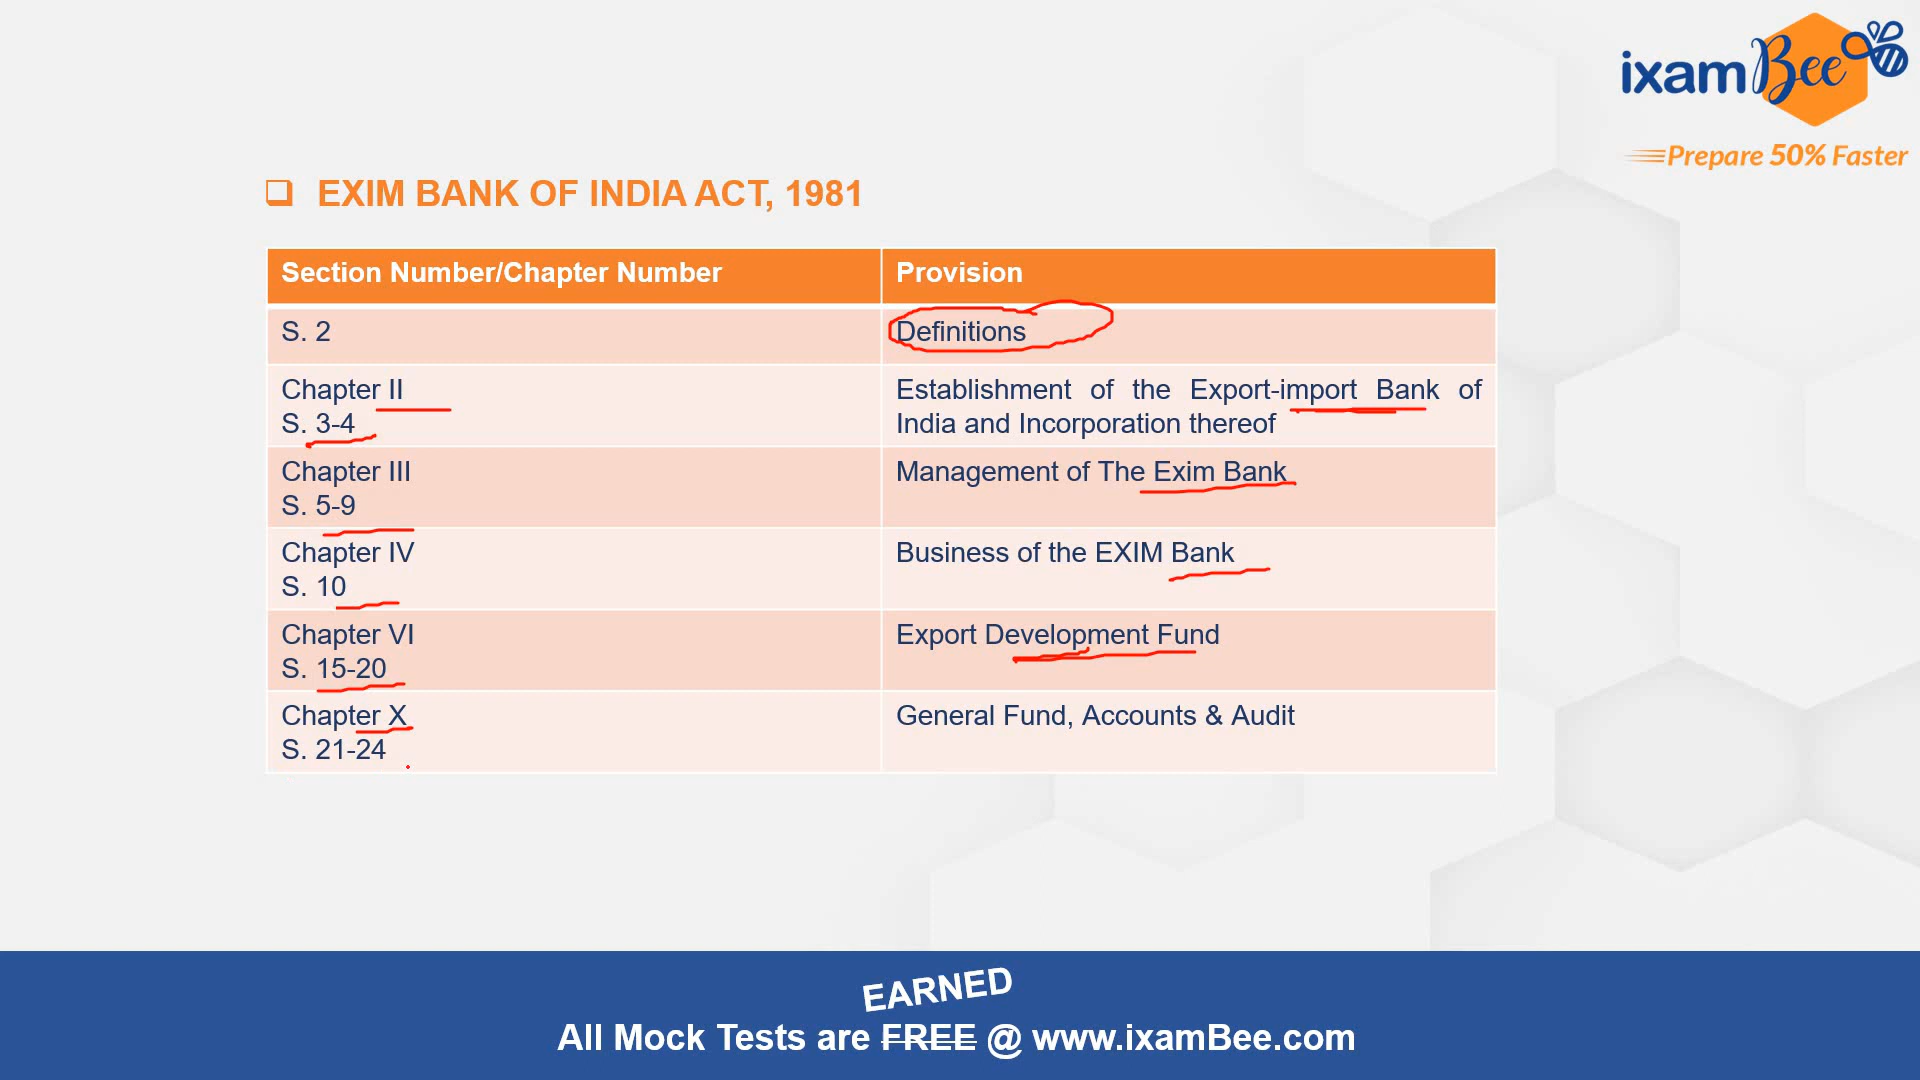 ixamBee
Prepare 50% Faster
EXIM BANK OF INDIA ACT, 1981
Section Number/Chapter Number
Provision
S. 2
Definitions
Chapter II
S. 3-4
Establishment of the Export-import Bank of
India and Incorporation thereof
Chapter III
S. 5-9
Management of The Exim Bank
Chapter IV
S. 10
Business of the EXIM Bank
Chapter VI
S. 15-20
Export Development Fund
Chapter X
S. 21-24
General Fund, Accounts & Audit
EARNED
All Mock Tests are FREE @ www.ixamBee.com